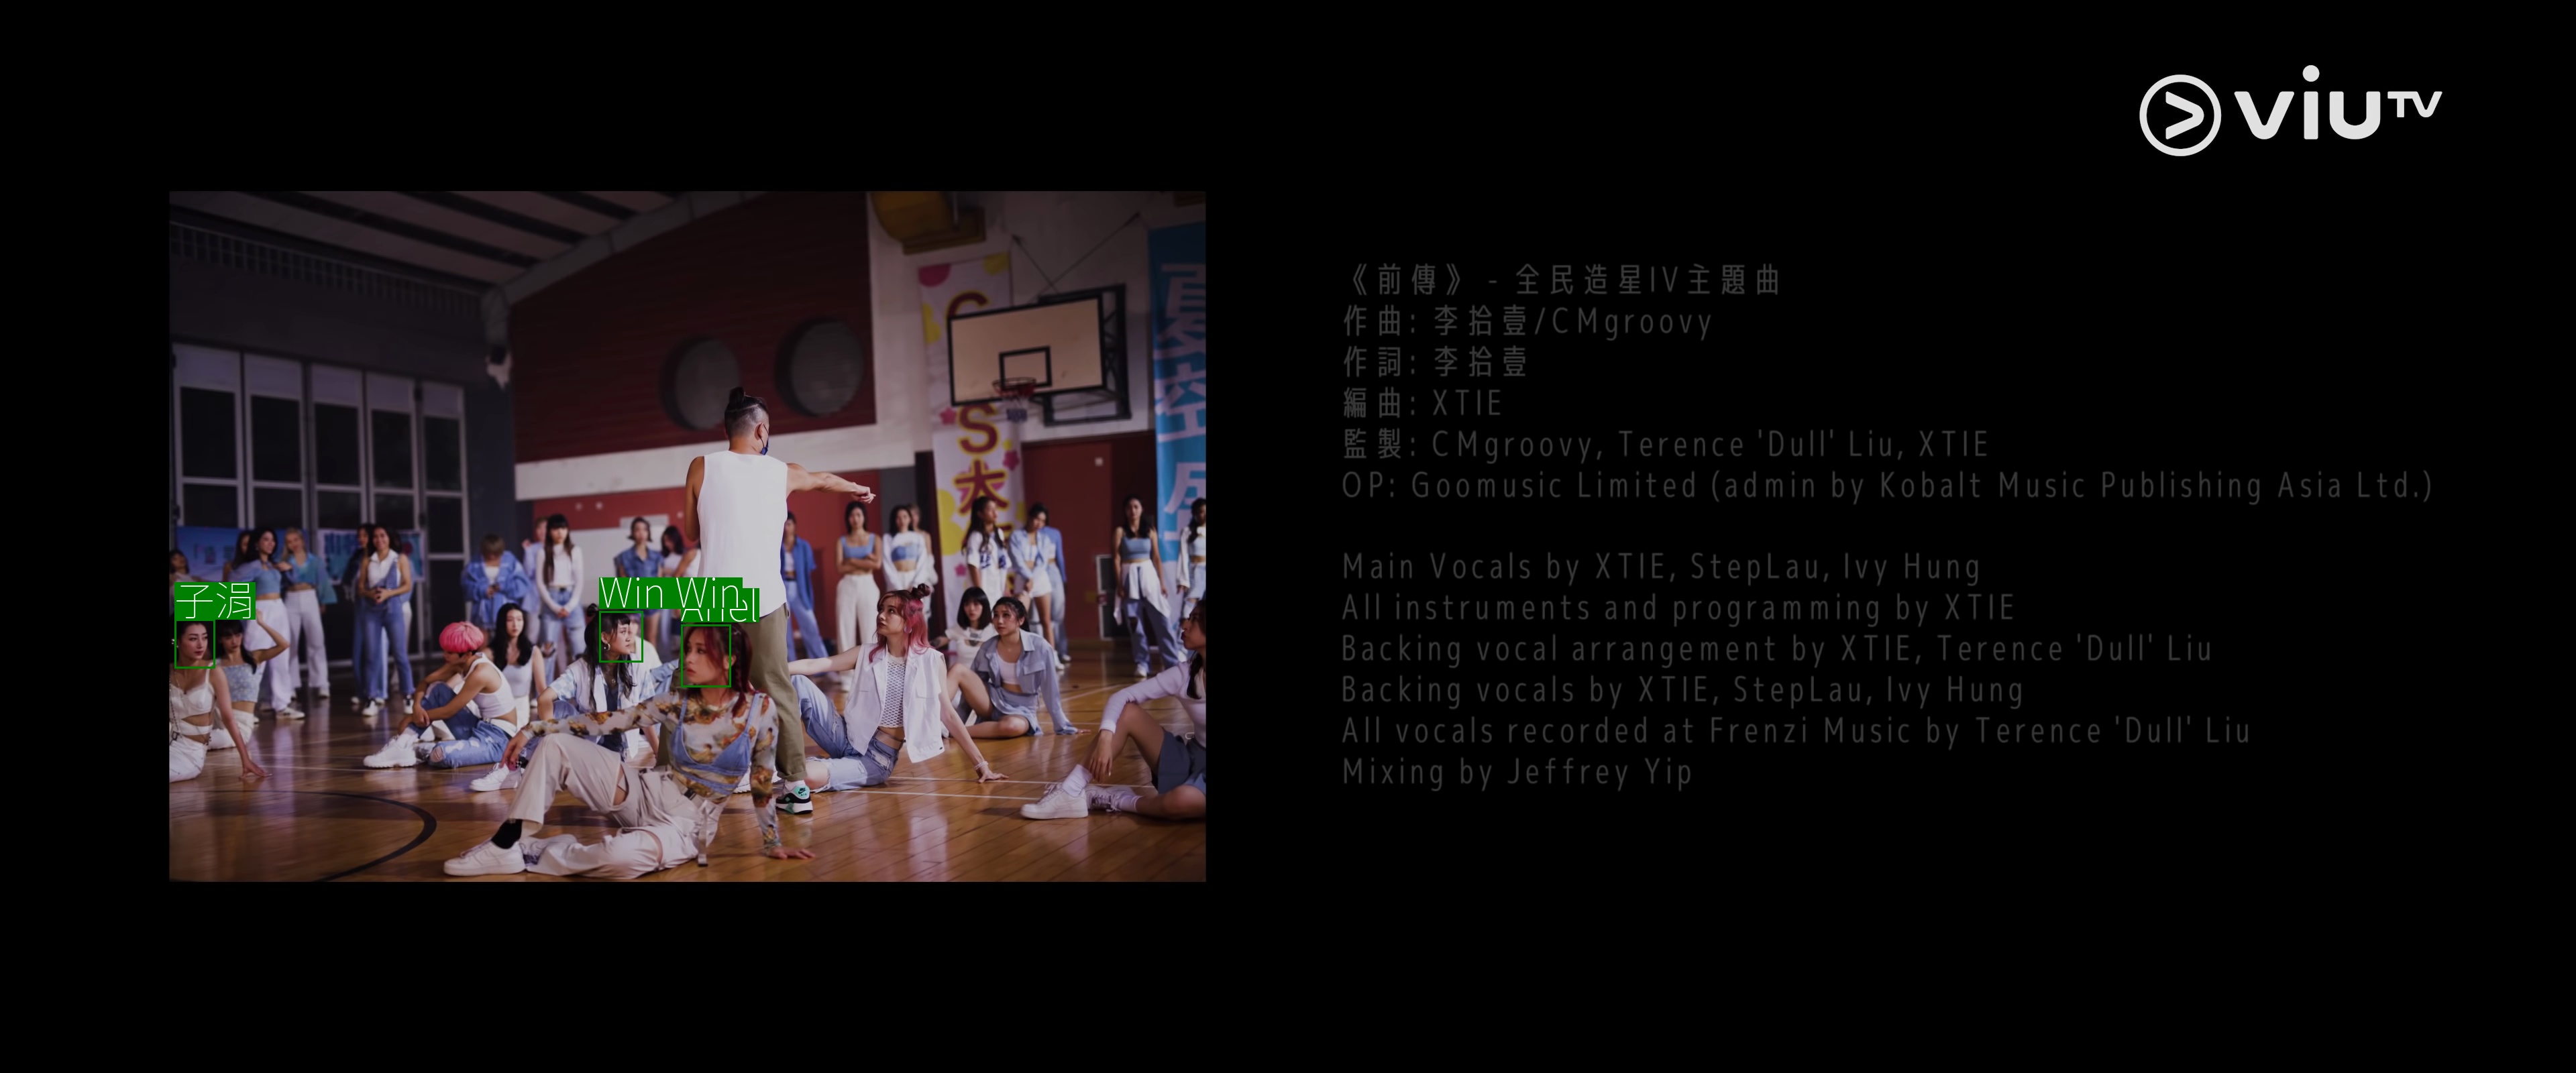 viuTV
夏
空
C
S
大
子涓
Win Win
Ariel
《前傳》 - 全民造星IV主題曲
作曲: 李拾壹/CMgroovy
作詞: 李拾壹
編曲: XTIE
監製: CMgroovy, Terence 'Dull' Liu, XTIE
OP: Goomusic Limited (admin by Kobalt Music Publishing Asia Ltd.)
Main Vocals by XTIE, StepLau, Ivy Hung
All instruments and programming by XTIE
Backing vocal arrangement by XTIE, Terence 'Dull' Liu
Backing vocals by XTIE, StepLau, Ivy Hung
All vocals recorded at Frenzi Music by Terence 'Dull' Liu
Mixing by Jeffrey Yip